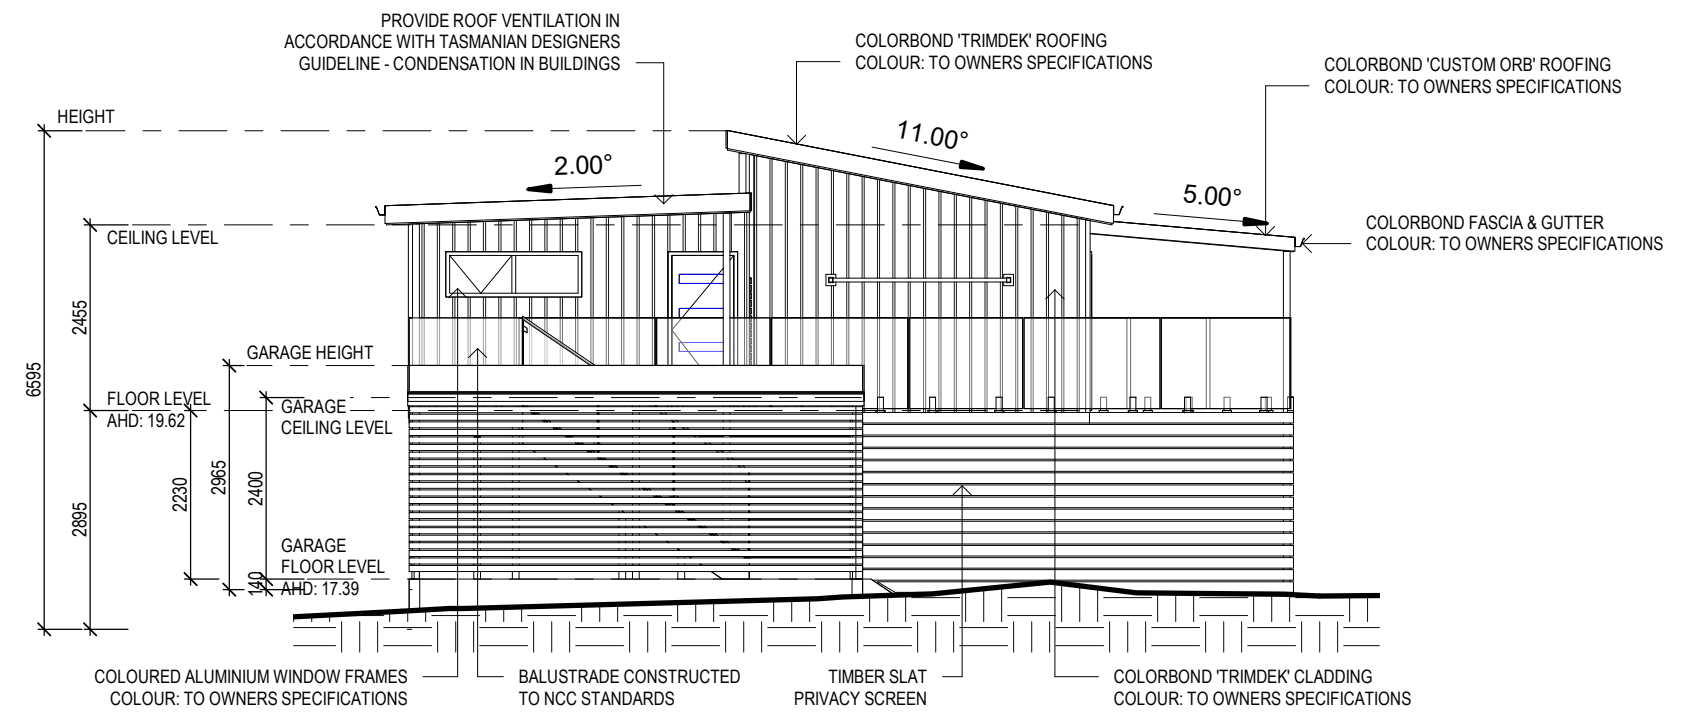 PROVIDE ROOF VENTILATION IN
ACCORDANCE WITH TASMANIAN DESIGNERS
GUIDELINE - CONDENSATION IN BUILDINGS
COLORBOND 'TRIMDEK' ROOFING
COLOUR: TO OWNERS SPECIFICATIONS
COLORBOND 'CUSTOM ORB' ROOFING
COLOUR: TO OWNERS SPECIFICATIONS
HEIGHT
11.00°
2.00°
5.00°
COLORBOND FASCIA & GUTTER
COLOUR: TO OWNERS SPECIFICATIONS
CEILING LEVEL
2455
GARAGE HEIGHT
6595
FLOOR LEVEL
AHD: 19.62
GARAGE
CEILING LEVEL
2895
2230
2965
2400
GARAGE
FLOOR LEVEL
AHD: 17.39
140
COLOURED ALUMINIUM WINDOW FRAMES
COLOUR: TO OWNERS SPECIFICATIONS
BALUSTRADE CONSTRUCTED
TO NCC STANDARDS
TIMBER SLAT
PRIVACY SCREEN
COLORBOND 'TRIMDEK' CLADDING
COLOUR: TO OWNERS SPECIFICATIONS